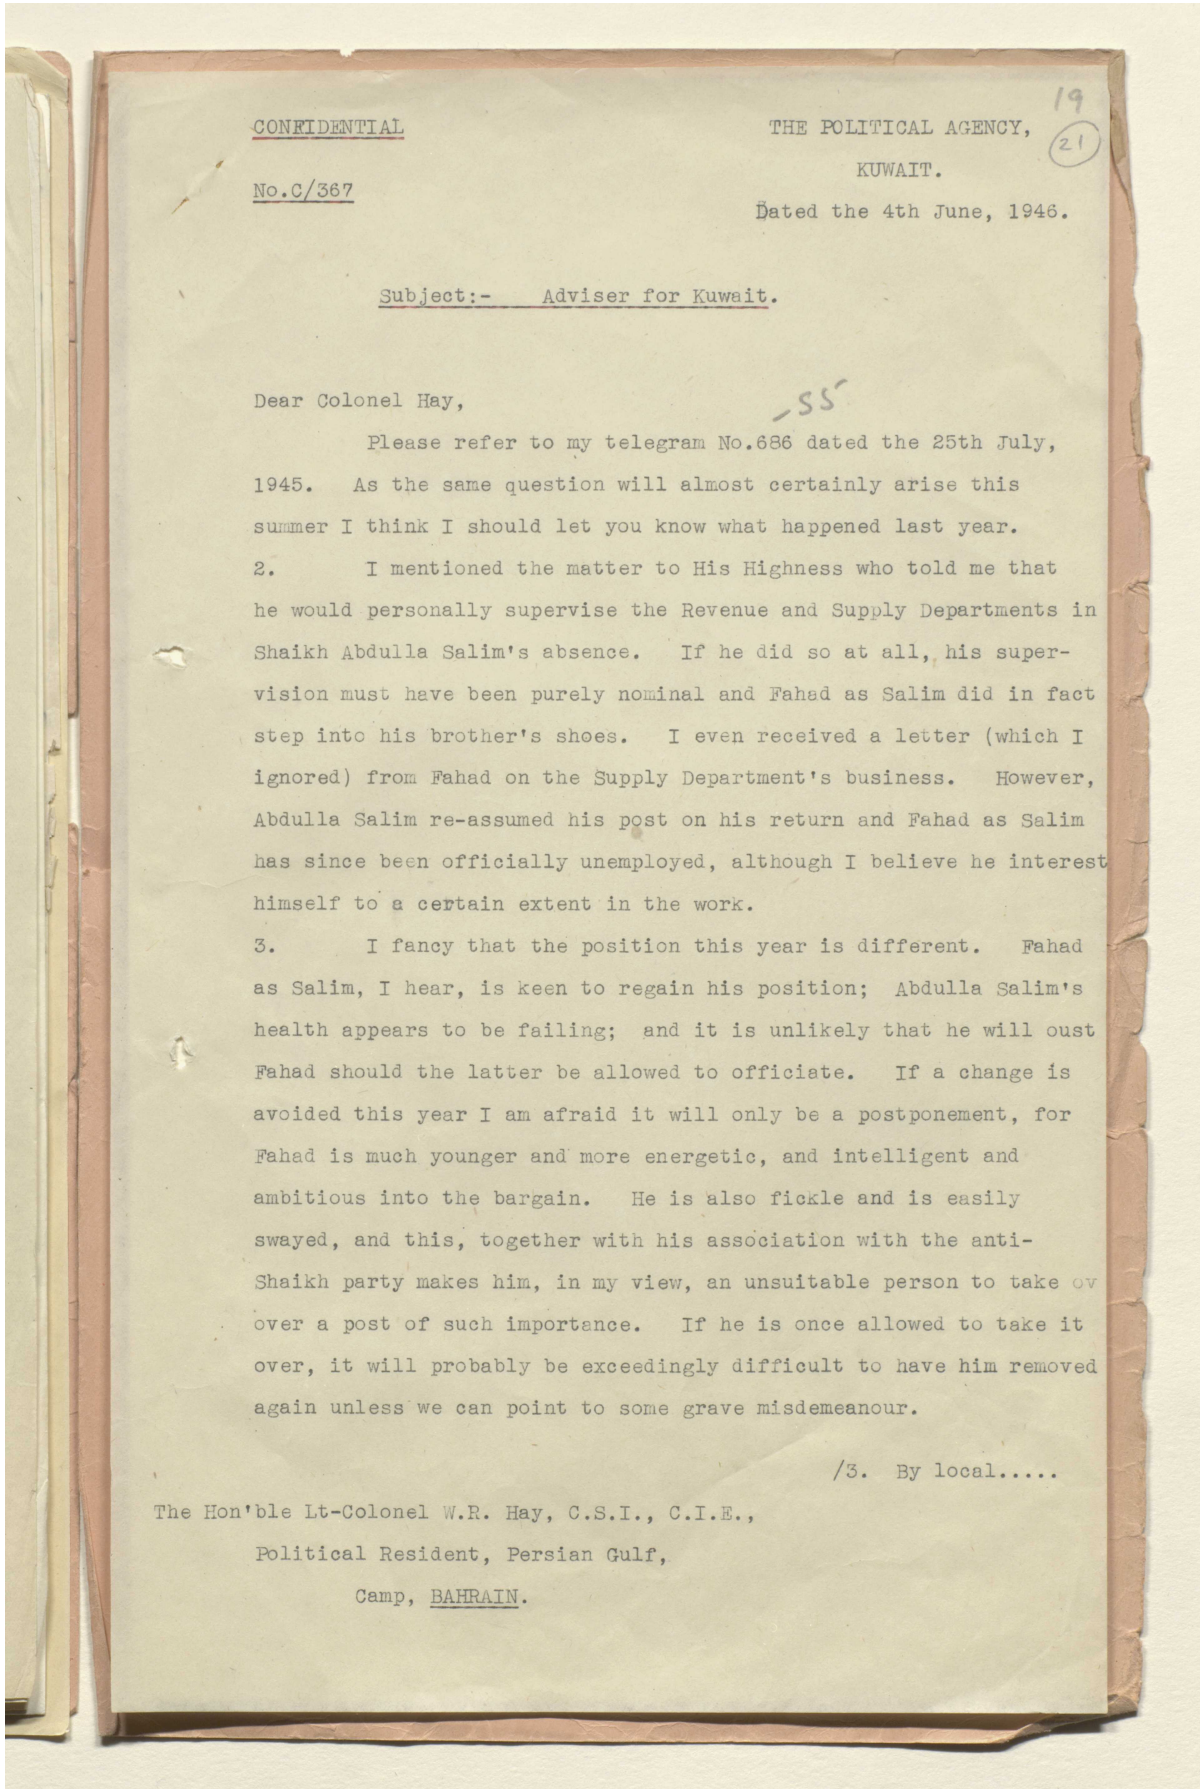 19
CONFIDENTIAL THE POLITICAL AGENCY,
21
KUWAIT.
No.C/367
Dated the 4th June, 1946.
Subject:- Adviser for Kuwait.
Dear Colonel Hay,
S5
Please refer to my telegram No.686 dated the 25th July,
1945. As the same question will almost certainly arise this
summer I think I should let you know what happened last year.
2. I mentioned the matter to His Highness who told me that
he would personally supervise the Revenue and Supply Departments in
Shaikh Abdulla Salim's absence. If he did so at all, his super-
vision must have been purely nominal and Fahad as Salim did in fact
step into his brother's shoes. I even received a letter (which I
ignored) from Fahad on the Supply Department's business. However,
Abdulla Salim re-assumed his post on his return and Fahad as Salim
has since been officially unemployed, although I believe he interest
himself to a certain extent in the work.
3. I fancy that the position this year is different. Fahad
as Salim, I hear, is keen to regain his position; Abdulla Salim's
health appears to be failing; and it is unlikely that he will oust
Fahad should the latter be allowed to officiate. If a change is
avoided this year I am afraid it will only be a postponement, for
Fahad is much younger and more energetic, and intelligent and
ambitious into the bargain. He is also fickle and is easily
swayed, and this, together with his association with the anti-
Shaikh party makes him, in my view, an unsuitable person to take ov
over a post of such importance. If he is once allowed to take it
over, it will probably be exceedingly difficult to have him removed
again unless we can point to some grave misdemeanour.
/3. By local.....
The Hon'ble Lt-Colonel W.R. Hay, C.S.I., C.I.E.,
Political Resident, Persian Gulf,
Camp, BAHRAIN.